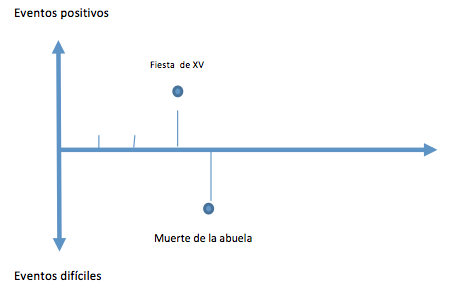 Eventos positivos
Fiesta de XV
Muerte de la abuela
Eventos difíciles